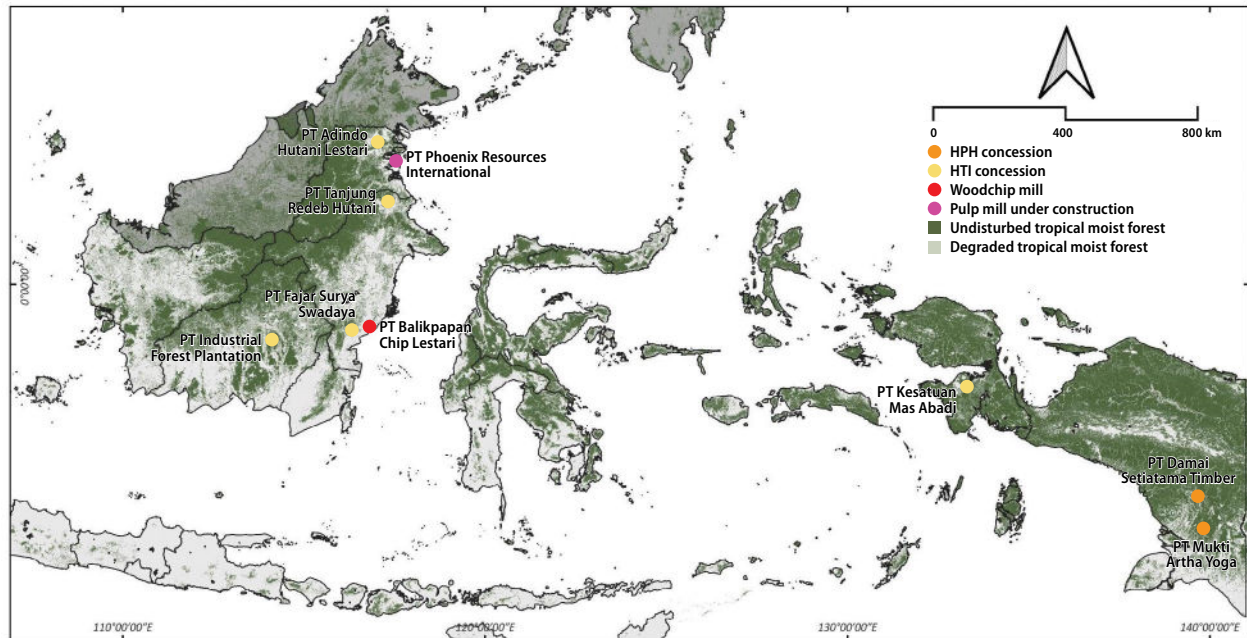 0
400
800 km
HPH concession
HTI concession
Woodchip mill
Pulp mill under construction
Undisturbed tropical moist forest
Degraded tropical moist forest
PT Adindo
Hutani Lestari
PT Phoenix Resources
International
PT Tanjung
Redeb Hutani
PT Fajar Surya
Swadaya
PT Balikpapan
Chip Lestari
PT Industrial
Forest Plantation
PT Kesatuan
Mas Abadi
PT Damai
Setiatama Timber
PT Mukti
Artha Yoga
0°00'00"
110°00'00"E
120°00'00"E
130°00'00"E
140°00'00"E